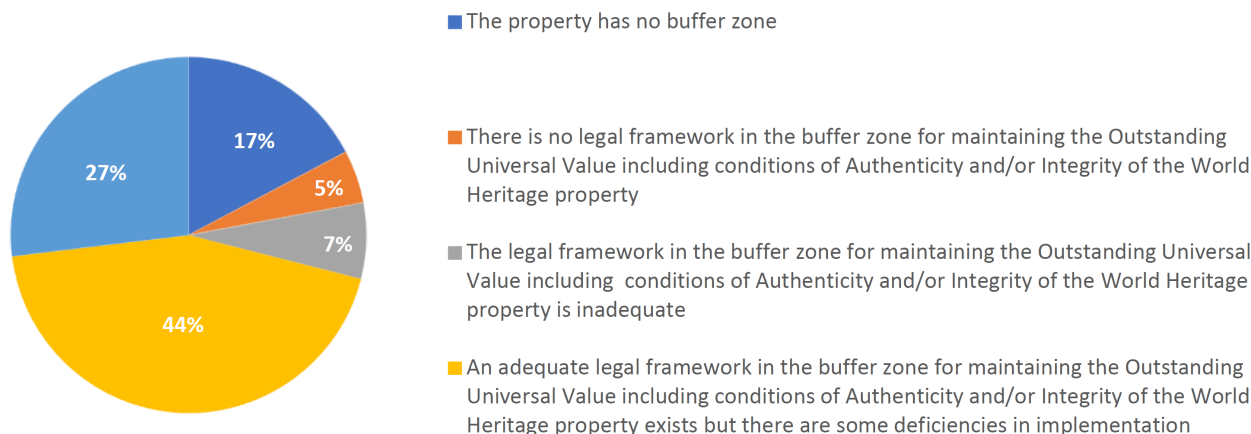 The property has no buffer zone
17%
There is no legal framework in the buffer zone for maintaining the Outstanding
Universal Value including conditions of Authenticity and/or Integrity of the World
Heritage property
27%
5%
The legal framework in the buffer zone for maintaining the Outstanding Universal
Value including  conditions of Authenticity and/or Integrity of the World Heritage
property is inadequate
7%
44%
An adequate legal framework in the buffer zone for maintaining the Outstanding
Universal Value including conditions of Authenticity and/or Integrity of the World
Heritage property exists but there are some deficiencies in implementation